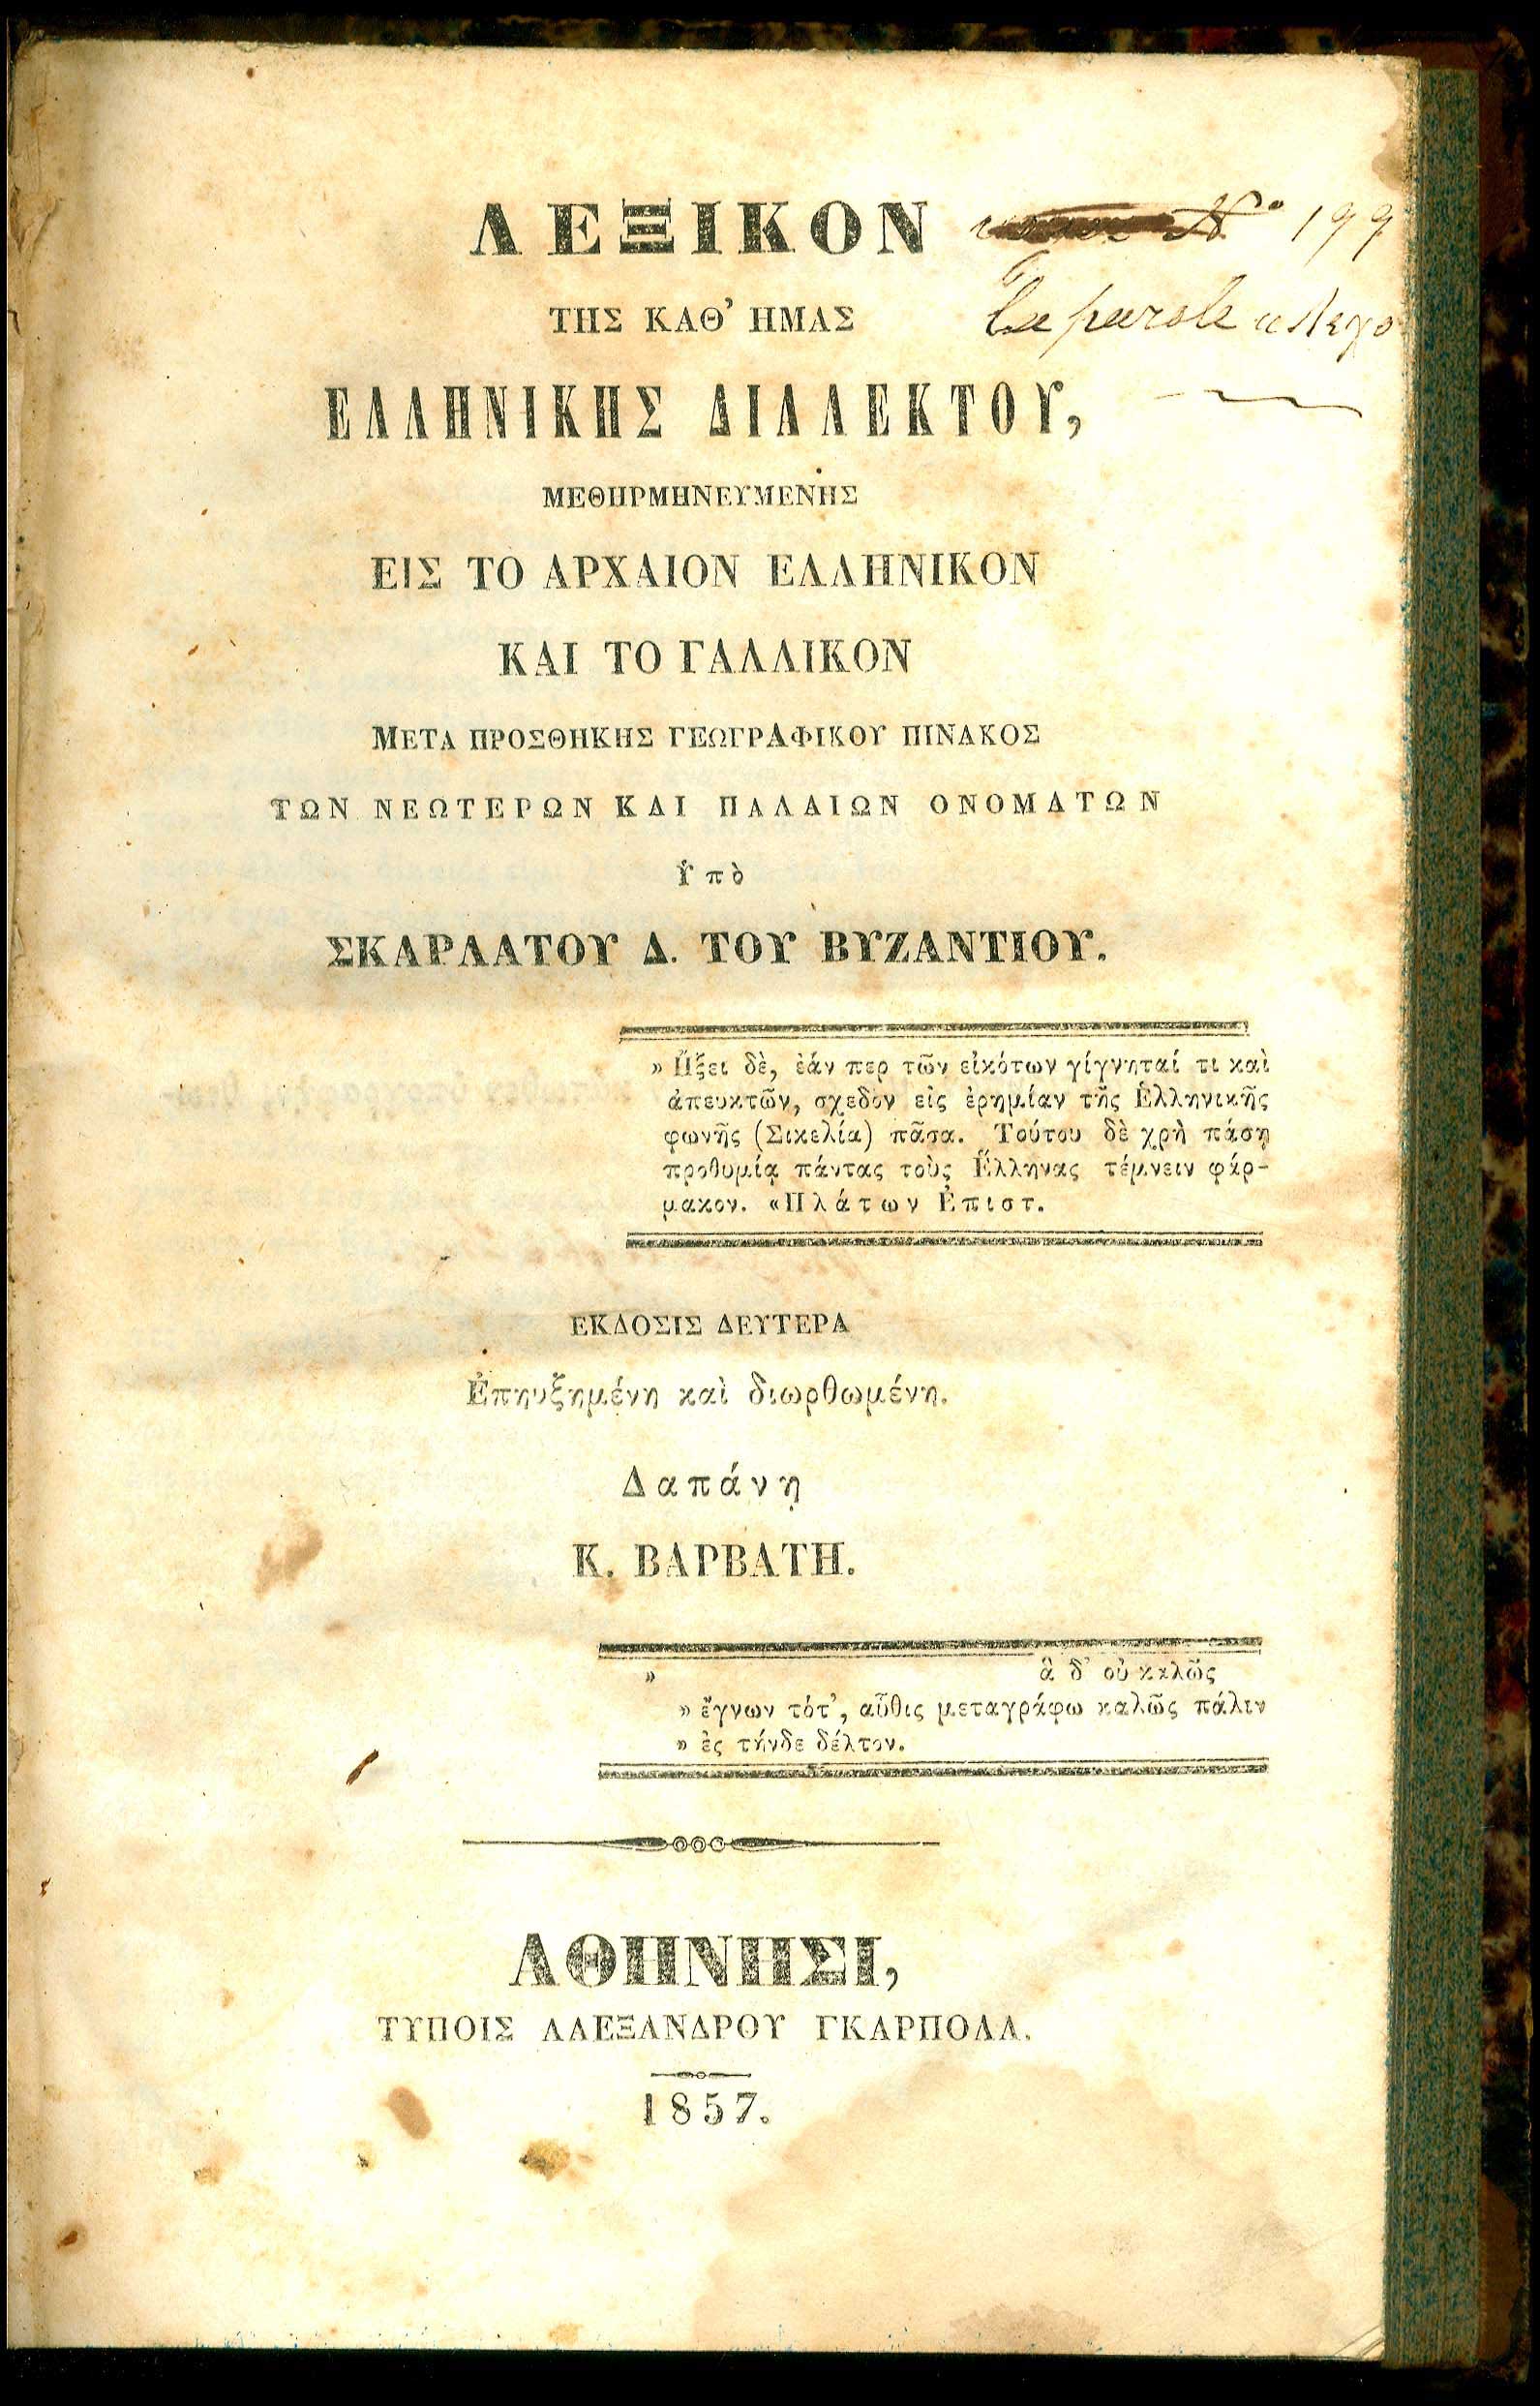 ΛΕΞΙΚΟΝ
Nº 199
ΤΗΣ ΚΑΘ’ ΗΜΑΣ
La parole
ΕΛΛΗΝΙΚΗΣ ΔΙΑΛΕΚΤΟΥ,
ΜΕΘΗΡΜΗΝΕΥΜΕΝΗΣ
ΕΙΣ ΤΟ ΑΡΧΑΙΟΝ ΕΛΛΗΝΙΚΟΝ
ΚΑΙ ΤΟ ΓΑΛΛΙΚΟΝ
ΜΕΤΑ ΠΡΟΣΘΗΚΗΣ ΓΕΩΓΡΑΦΙΚΟΥ ΠΙΝΑΚΟΣ
ΤΩΝ ΝΕΩΤΕΡΩΝ ΚΑΙ ΠΑΛΑΙΩΝ ΟΝΟΜΑΤΩΝ
Ὑπὸ
ΣΚΑΡΛΑΤΟΥ Δ. ΤΟΥ ΒΥΖΑΝΤΙΟΥ.
» Ἥξει δὲ, ἐάν περ τῶν εἰκότων γίγνηταί τι καὶ
ἀπευκτῶν, σχεδὸν εἰς ἐρημίαν τῆς Ἑλληνικῆς
φωνῆς (Σικελία) πᾶσα. Τούτου δὲ χρὴ πάσῃ
προθυμίᾳ πάντας τοὺς Ἕλληνας τέμνειν φάρ-
μακον. «Πλάτων Ἐπιστ.
ΕΚΔΟΣΙΣ ΔΕΥΤΕΡΑ
Ἐπηυξημένη καὶ διωρθωμένη.
Δαπάνῃ
Κ. ΒΑΡΒΑΤΗ.
» ἃ δ’ οὐ καλῶς
» ἔγνων τότ’, αὖθις μεταγράφω καλῶς πάλιν
» ἐς τήνδε δέλτον.
ΑΘΗΝΗΣΙ,
ΤΥΠΟΙΣ ΑΛΕΞΑΝΔΡΟΥ ΓΚΑΡΠΟΛΑ.
1857.